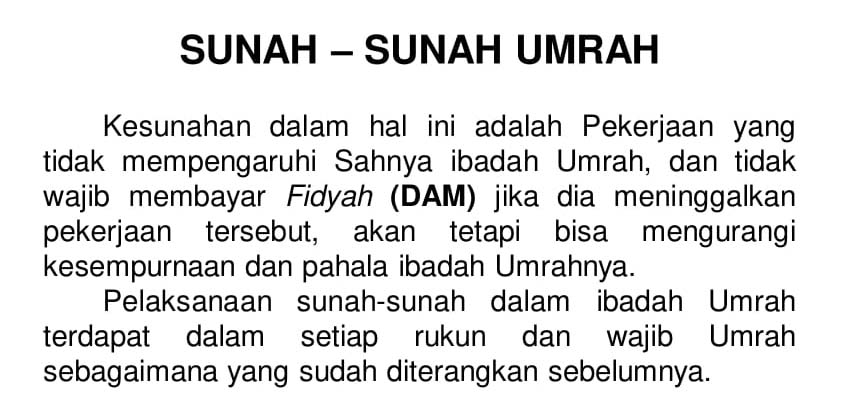 SUNAH – SUNAH UMRAH
Kesunahan dalam hal ini adalah Pekerjaan yang
tidak mempengaruhi Sahnya ibadah Umrah, dan tidak
wajib membayar Fidyah (DAM) jika dia meninggalkan
pekerjaan tersebut, akan tetapi bisa mengurangi
kesempurnaan dan pahala ibadah Umrahnya.
Pelaksanaan sunah-sunah dalam ibadah Umrah
terdapat dalam setiap rukun dan wajib Umrah
sebagaimana yang sudah diterangkan sebelumnya.